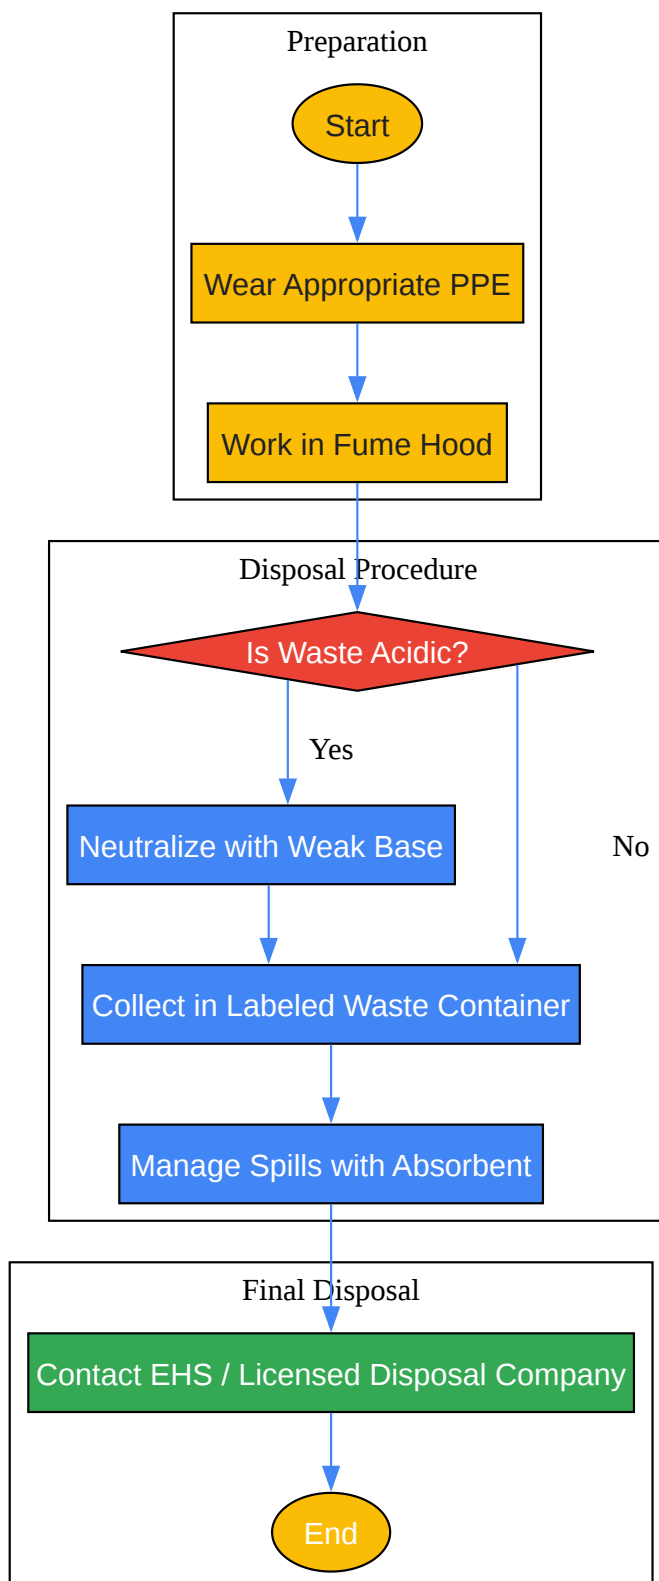 Preparation
Start
Wear Appropriate PPE
Work in Fume Hood
Disposal Procedure
Is Waste Acidic?
Yes
Neutralize with Weak Base
No
Collect in Labeled Waste Container
Manage Spills with Absorbent
Final Disposal
Contact EHS / Licensed Disposal Company
End